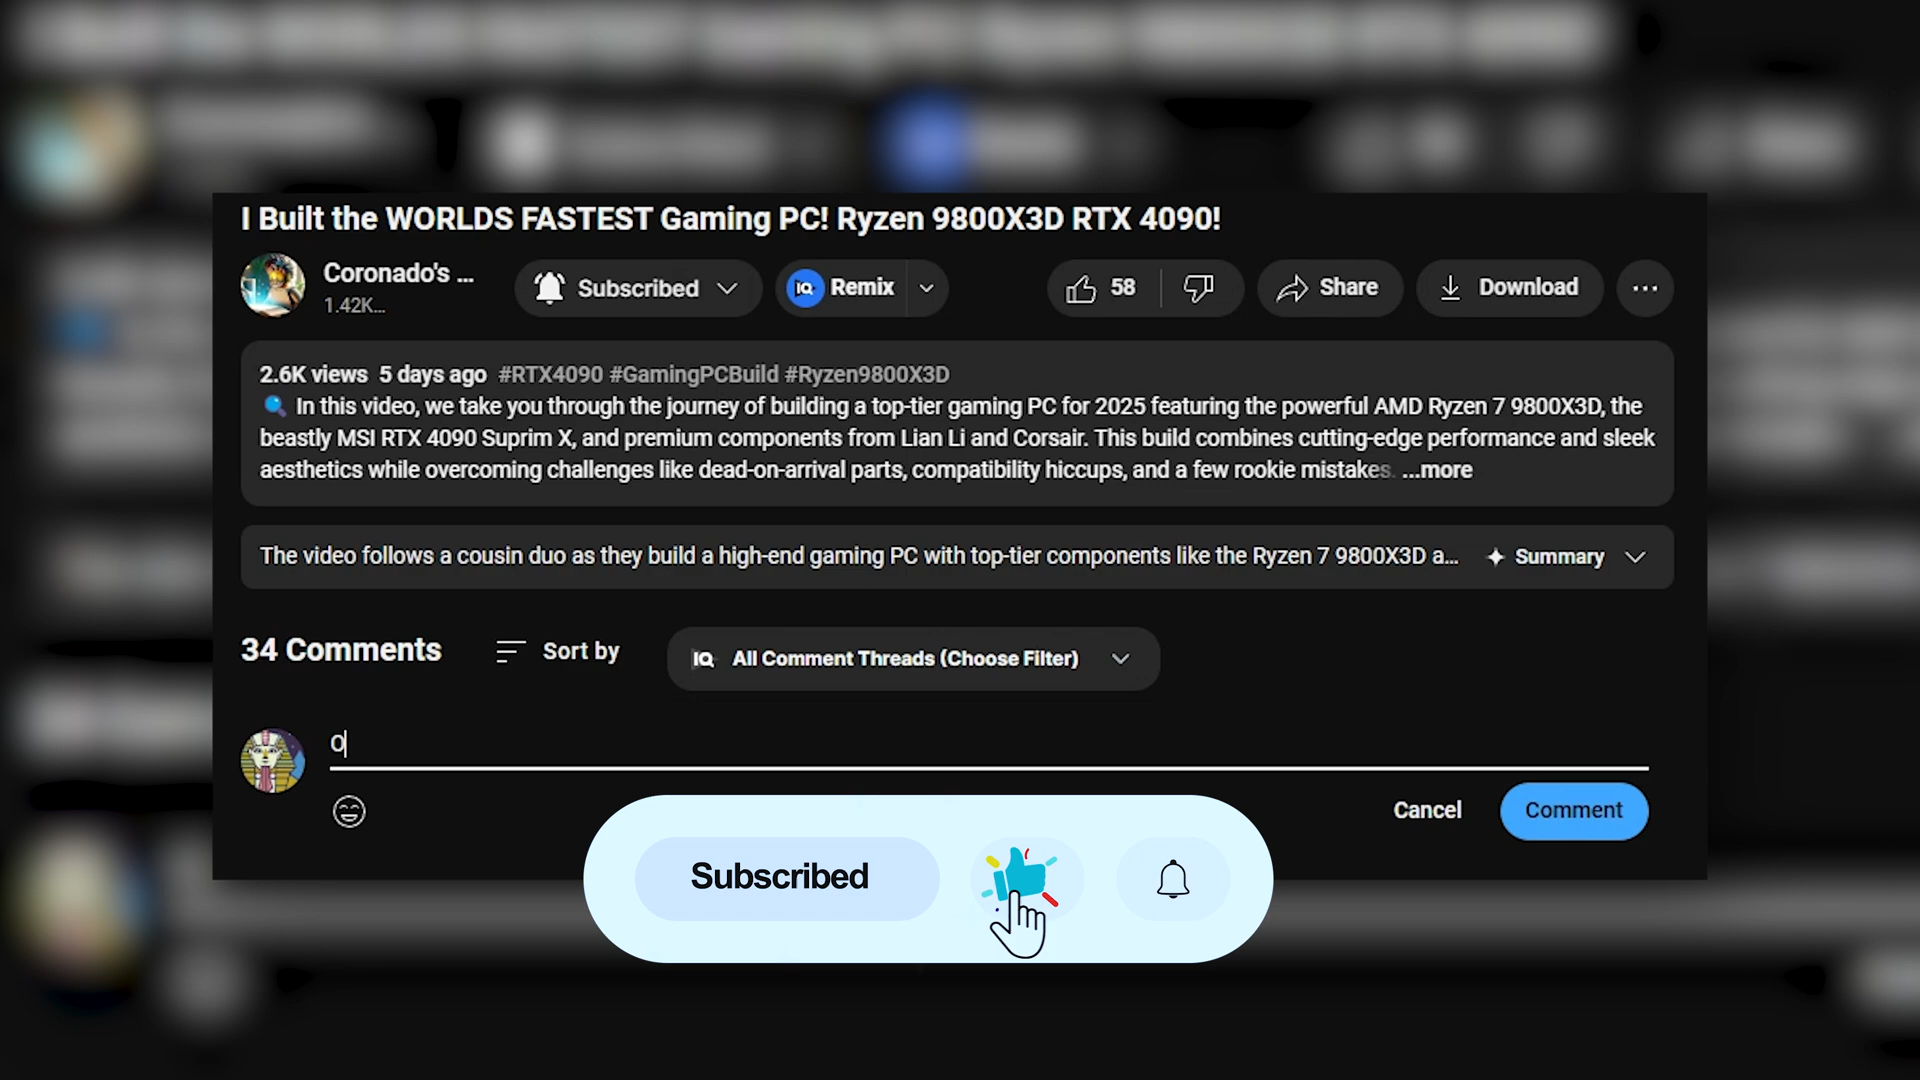 I Built the WORLDS FASTEST Gaming PC! Ryzen 9800X3D RTX 4090!
Coronado's ...
1.42K...
Subscribed
IQ Remix
58
Share
Download
2.6K views 5 days ago #RTX4090 #GamingPCBuild #Ryzen9800X3D
In this video, we take you through the journey of building a top-tier gaming PC for 2025 featuring the powerful AMD Ryzen 7 9800X3D, the
beastly MSI RTX 4090 Suprim X, and premium components from Lian Li and Corsair. This build combines cutting-edge performance and sleek
aesthetics while overcoming challenges like dead-on-arrival parts, compatibility hiccups, and a few rookie mistakes. ...more
The video follows a cousin duo as they build a high-end gaming PC with top-tier components like the Ryzen 7 9800X3D a...
Summary
34 Comments
Sort by
IQ All Comment Threads (Choose Filter)
O
Cancel
Comment
Subscribed